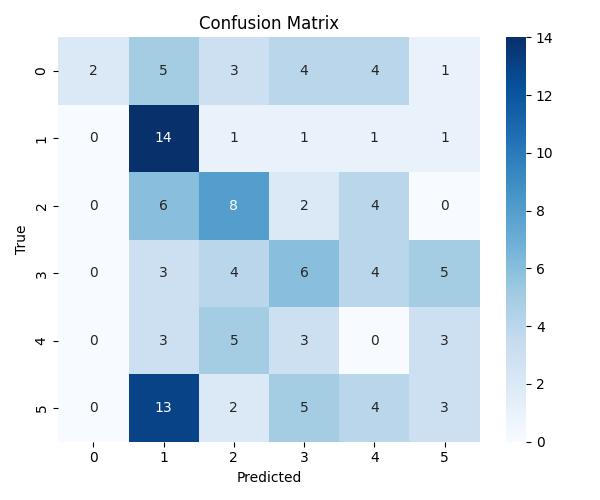 Confusion Matrix
True
0 2 5 3 4 4 1
1 0 14 1 1 1 1
2 0 6 8 2 4 0
3 0 3 4 6 4 5
4 0 3 5 3 0 3
5 0 13 2 5 4 3
0 1 2 3 4 5
Predicted
14
12
10
8
6
4
2
0